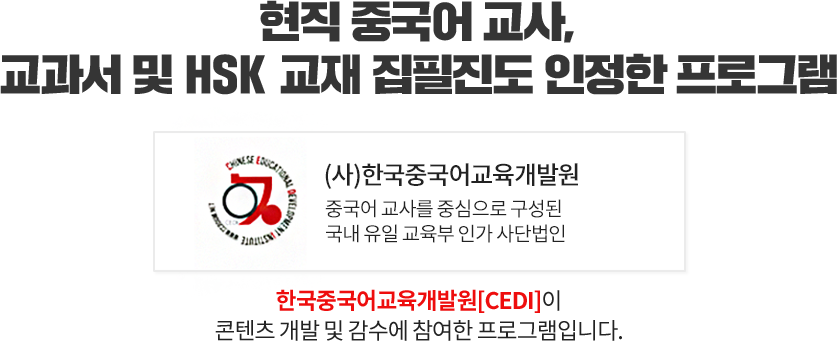 현직 중국어 교사,
교과서 및 HSK 교재 집필진도 인정한 프로그램
CHINESE EDUCATIONAL DEVELOPMENT INSTITUTE
(사)한국중국어교육개발원
중국어 교사를 중심으로 구성된
국내 유일 교육부 인가 사단법인
한국중국어교육개발원[CEDI]이
콘텐츠 개발 및 감수에 참여한 프로그램입니다.